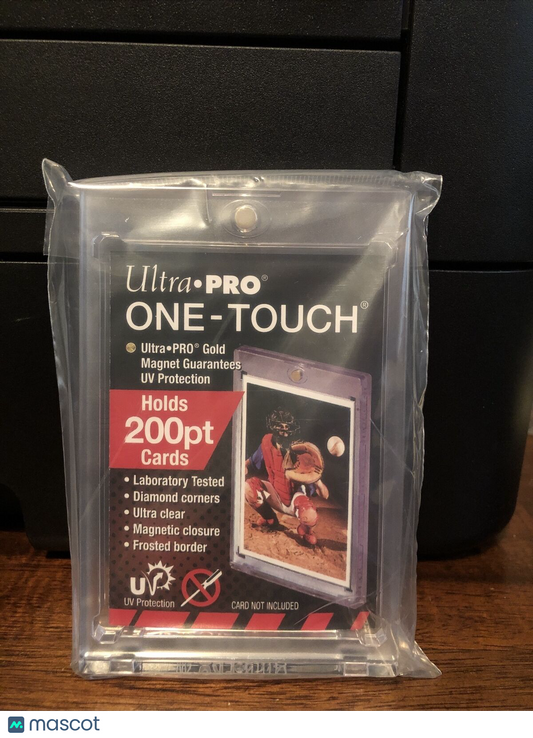 Ultra•PRO®
ONE-TOUCH®
Ultra•PRO® Gold
Magnet Guarantees
UV Protection
Holds
200pt
Cards
• Laboratory Tested
• Diamond corners
• Ultra clear
• Magnetic closure
• Frosted border
UV
UV Protection
CARD NOT INCLUDED
mascot